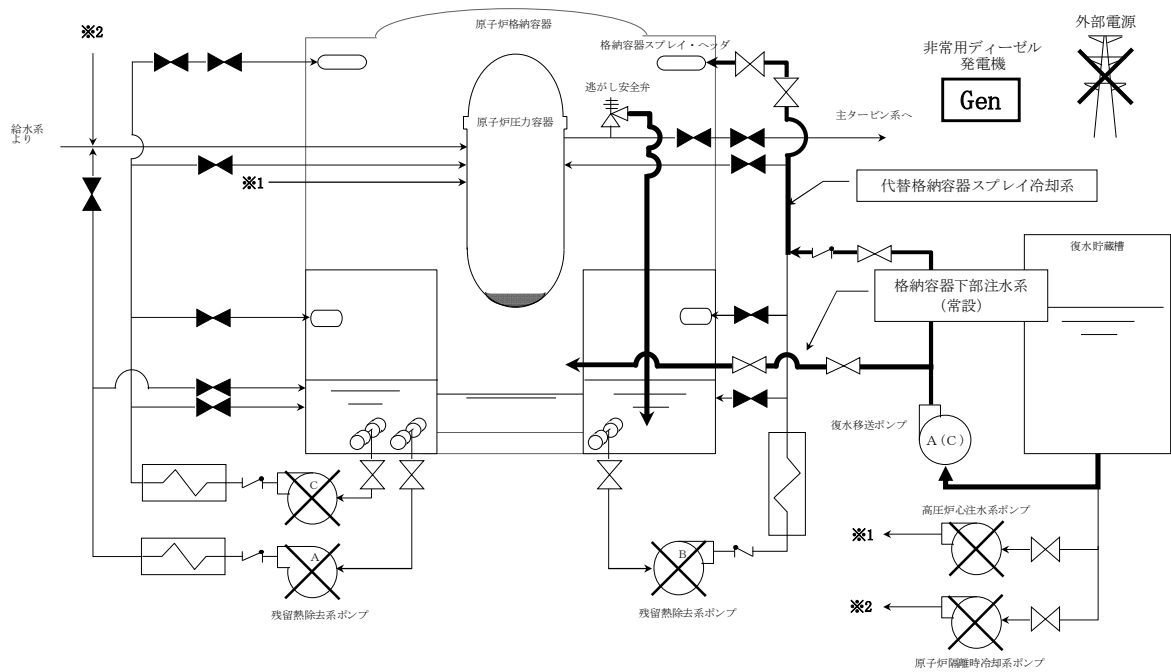 ※2
原子炉格納容器
格納容器スプレイ・ヘッダ
外部電源
非常用ディーゼル
発電機
Gen
逃がし安全弁
原子炉圧力容器
給水系
より
主タービン系へ
※1
代替格納容器スプレイ冷却系
復水貯蔵槽
格納容器下部注水系
(常設)
復水移送ポンプ
A(C)
C
高圧炉心注水系ポンプ
※1
A
B
残留熱除去系ポンプ
残留熱除去系ポンプ
※2
原子炉隔離時冷却系ポンプ